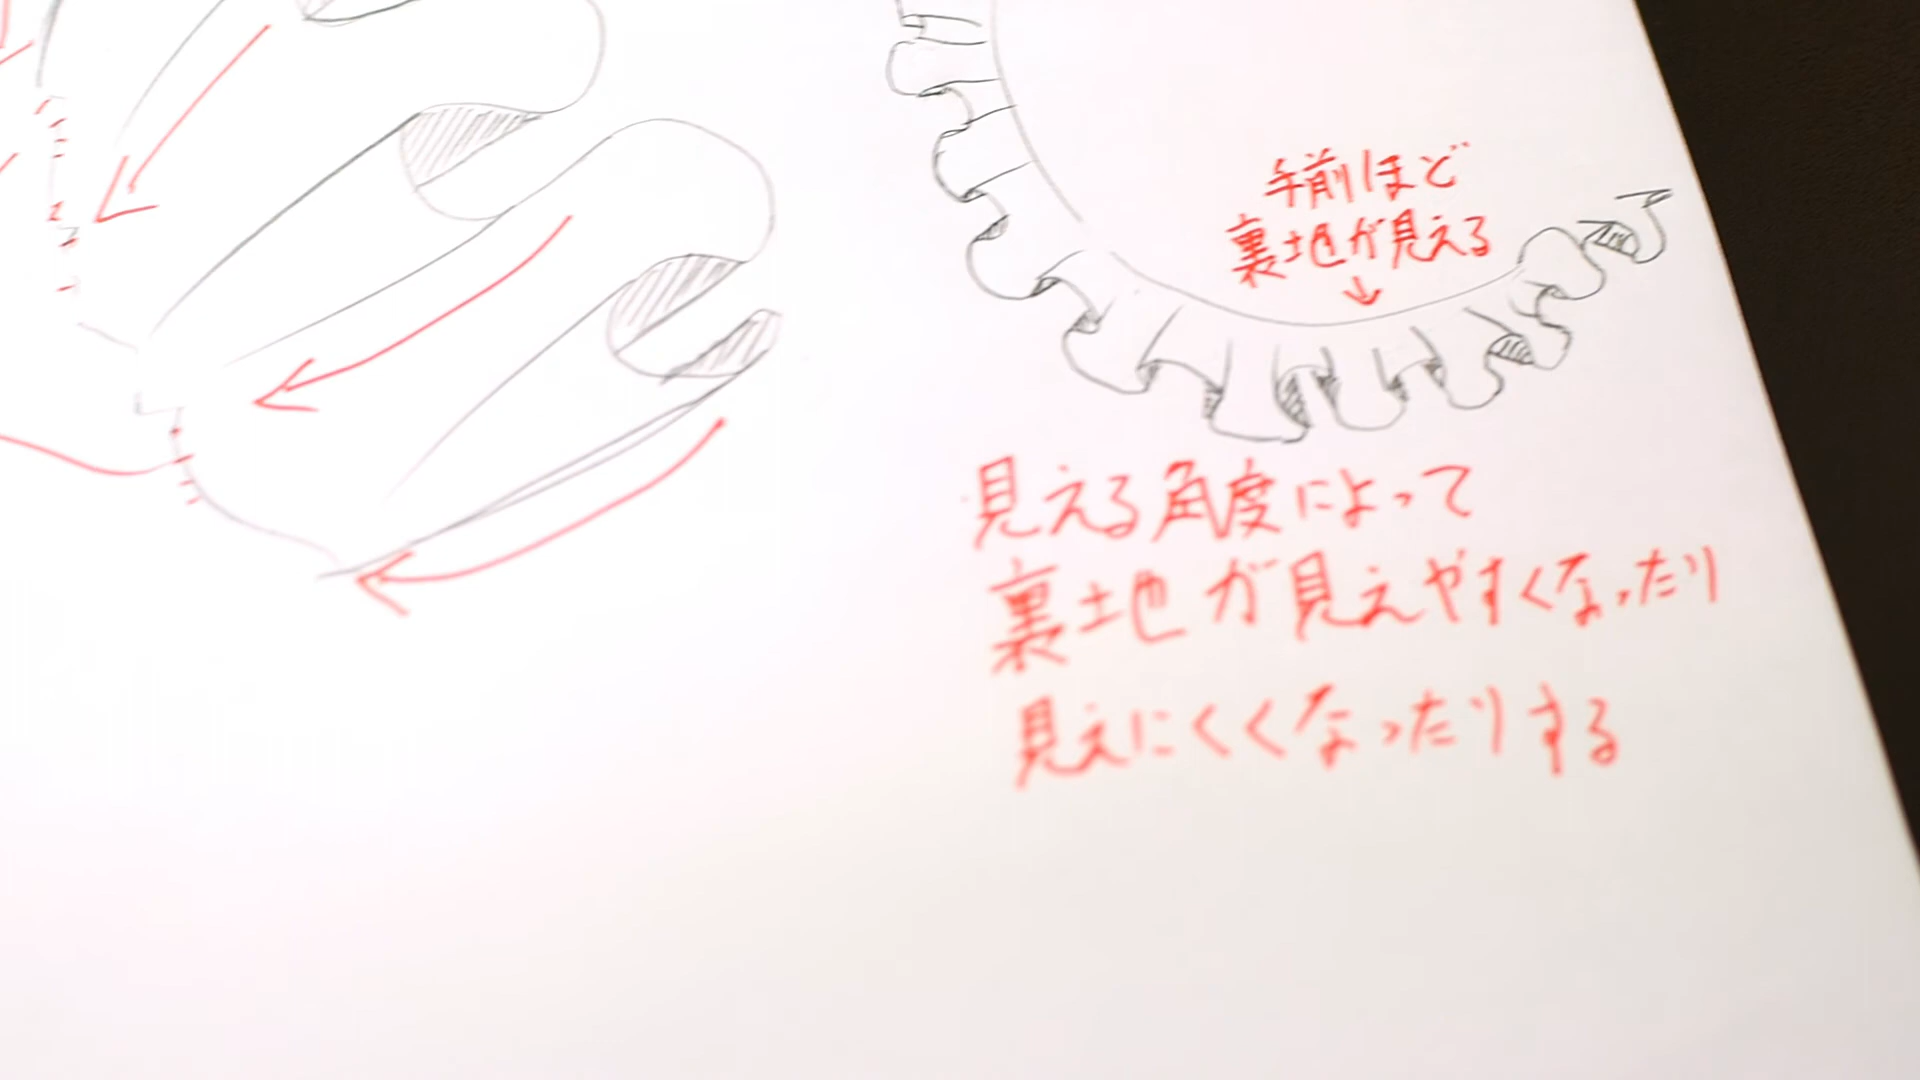 手前ほど
裏地が見える
↓
見える角度によって
裏地が見えやすくなったり
見えにくくなったりする